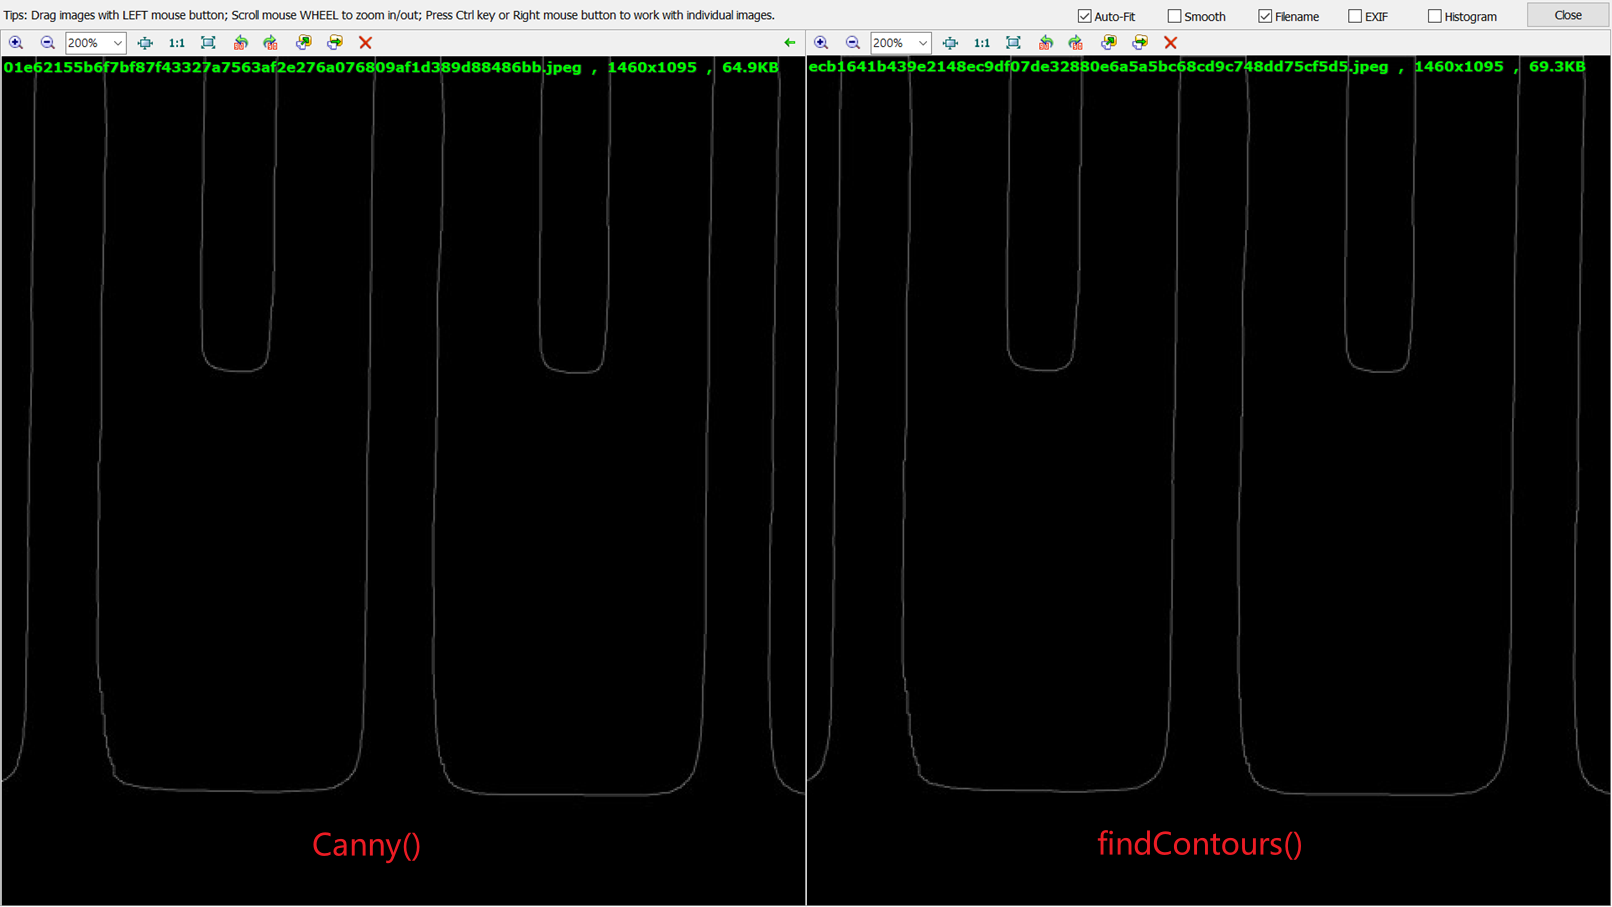 Tips: Drag images with LEFT mouse button; Scroll mouse WHEEL to zoom in/out; Press Ctrl key or Right mouse button to work with individual images.
Auto-Fit Smooth Filename EXIF Histogram Close
200% 1:1 200% 1:1
01e62155b6f7bf87f43327a7563af2e276a076809af1d389d88486bb.jpeg , 1460x1095 , 64.9KB
ecb1641b439e2148ec9df07de32880e6a5a5bc68cd9c748dd75cf5d5.jpeg , 1460x1095 , 69.3KB
Canny()
findContours()